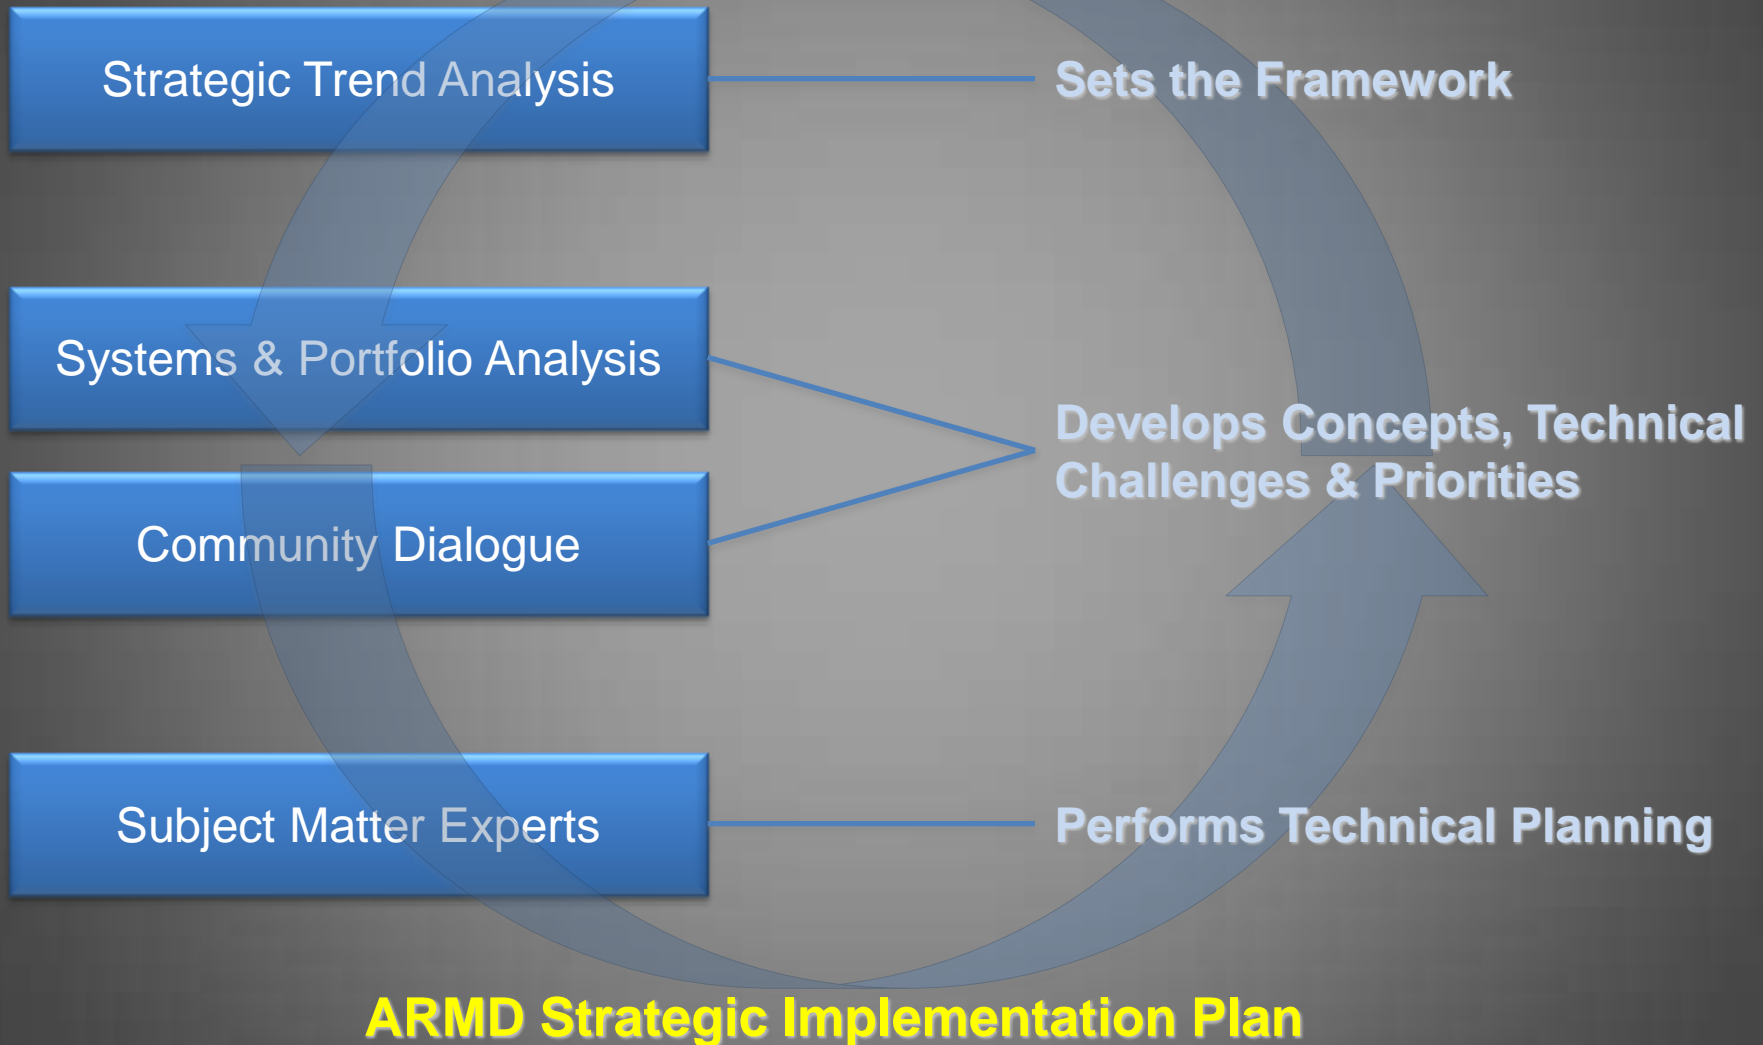 Strategic Trend Analysis
Sets the Framework
Systems & Portfolio Analysis
Develops Concepts, Technical
Challenges & Priorities
Community Dialogue
Subject Matter Experts
Performs Technical Planning
ARMD Strategic Implementation Plan